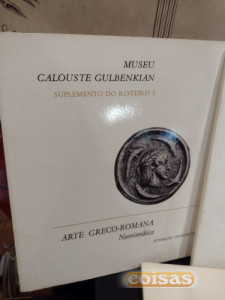 MUSEU
CALOUSTE GULBENKIAN
SUPLEMENTO DO ROTEIRO I
ARTE GRECO-ROMANA
Numismática
coisas